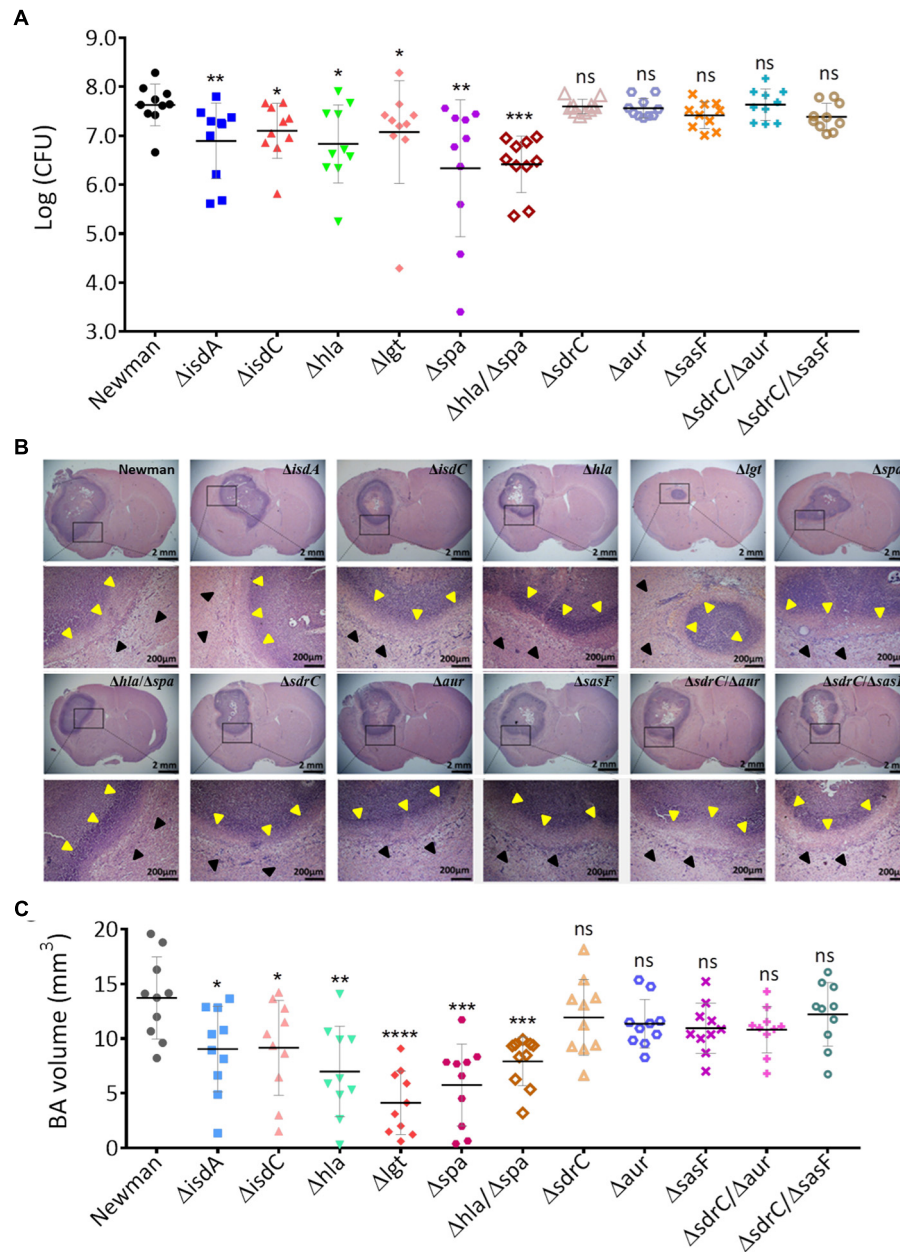 A
Log (CFU)
9.0
8.0
7.0
6.0
5.0
4.0
3.0
** * * * ** *** ns ns ns ns ns
Newman ΔisdA ΔisdC Δhla Δlgt Δspa Δhla/Δspa ΔsdrC Δaur ΔsasF ΔsdrC/Δaur ΔsdrC/ΔsasF
B
Newman ΔisdA ΔisdC Δhla Δlgt Δspa
2 mm 2 mm 2 mm 2 mm 2 mm 2 mm
200μm 200μm 200μm 200μm 200μm 200μm
Δhla/Δspa ΔsdrC Δaur ΔsasF ΔsdrC/Δaur ΔsdrC/Δsas
2 mm 2 mm 2 mm 2 mm 2 mm 2 mm
200μm 200μm 200μm 200μm 200μm 200μm
C
BA volume (mm³)
20
15
10
5
0
* * ** **** *** *** ns ns ns ns ns
Newman ΔisdA ΔisdC Δhla Δlgt Δspa Δhla/Δspa ΔsdrC Δaur ΔsasF ΔsdrC/Δaur ΔsdrC/ΔsasF